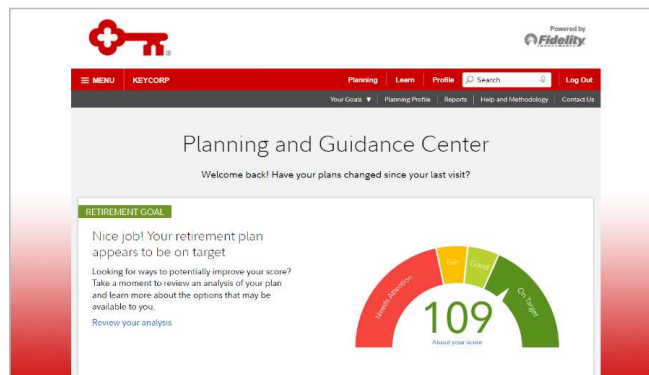 Powered by
Fidelity
INVESTMENTS
MENU KEYCORP Planning Learn Profile Search Log Out
Your Goals ▼ Planning Profile Reports Help and Methodology Contact Us
Planning and Guidance Center
Welcome back! Have your plans changed since your last visit?
RETIREMENT GOAL
Nice job! Your retirement plan
appears to be on target
Looking for ways to potentially improve your score?
Take a moment to review an analysis of your plan
and learn more about the options that may be
available to you.
Review your analysis
Needs Attention
Fair
Good
On Target
109
About your score